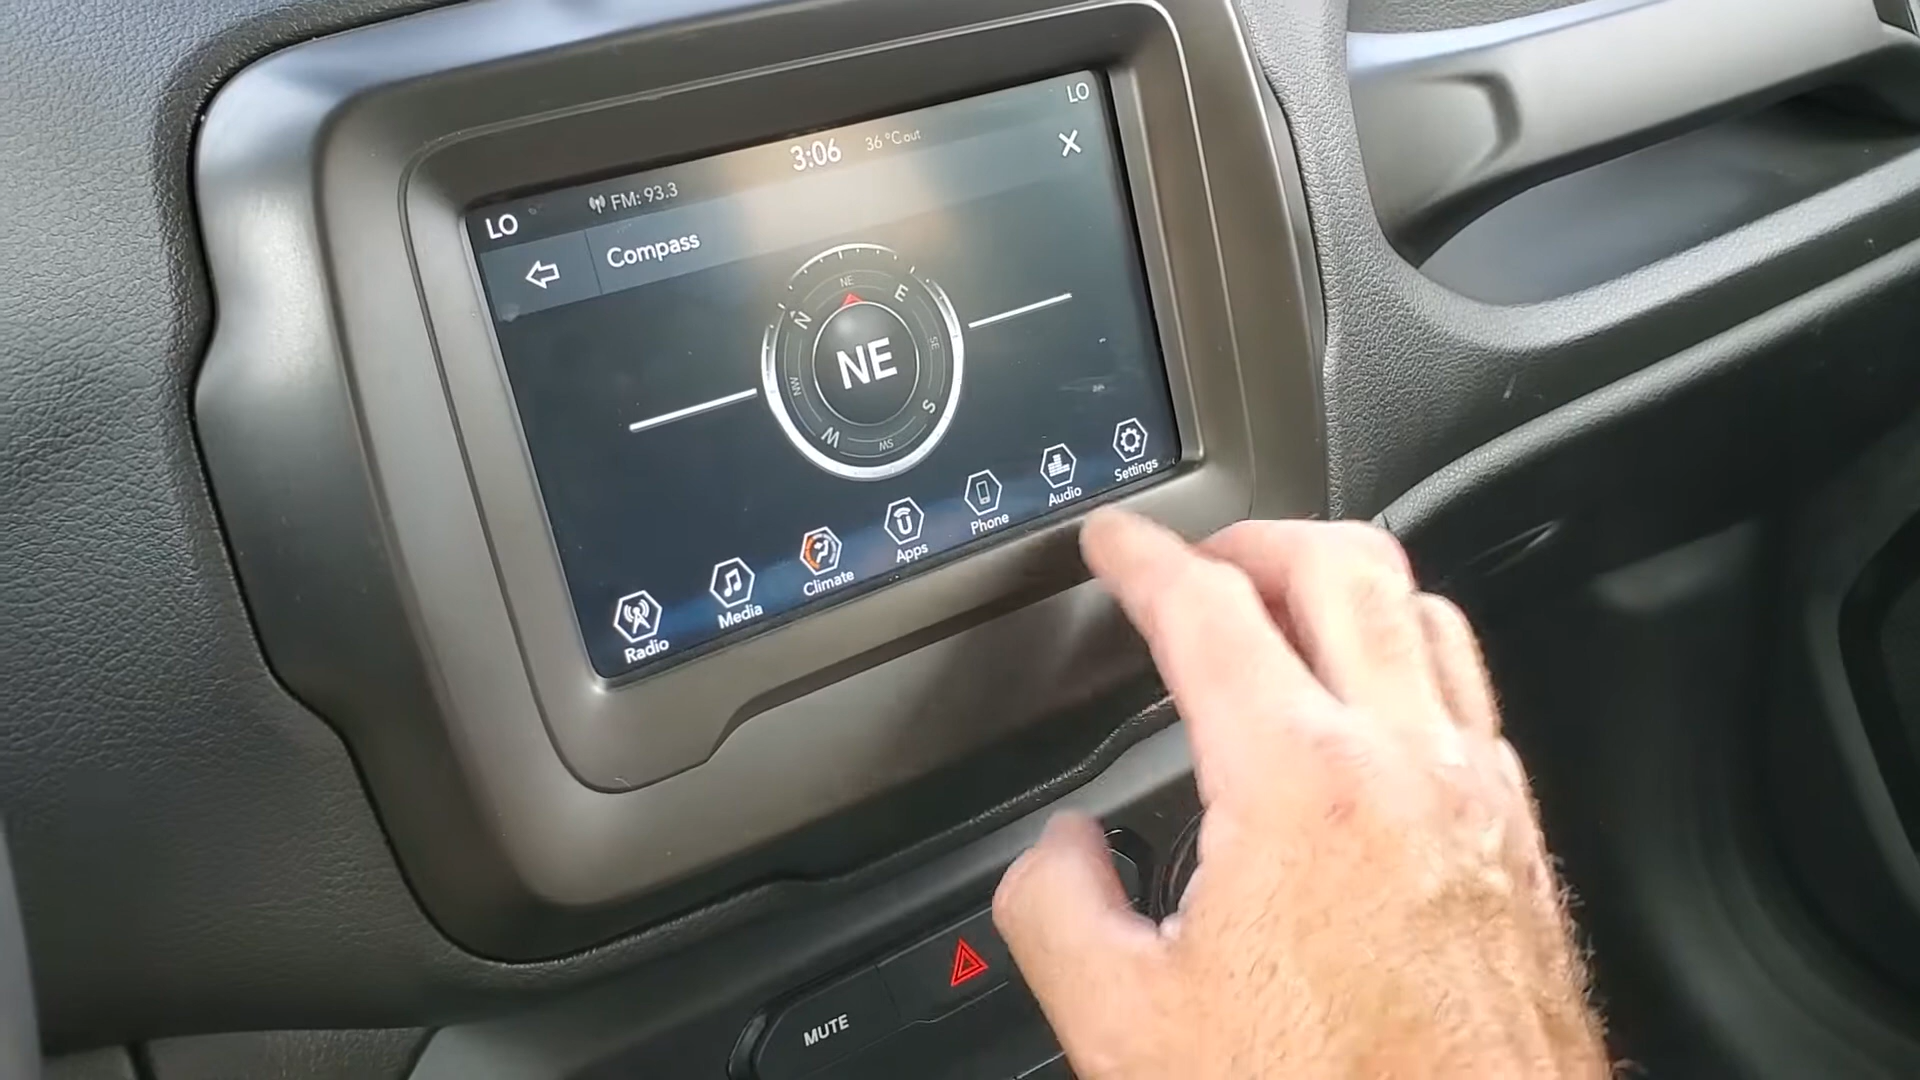 LO
FM: 93.3
3:06
36°C out
LO
Compass
NE
N
E
NE
NW
SE
W
SW
S
Radio
Media
Climate
Apps
Phone
Audio
Settings
MUTE